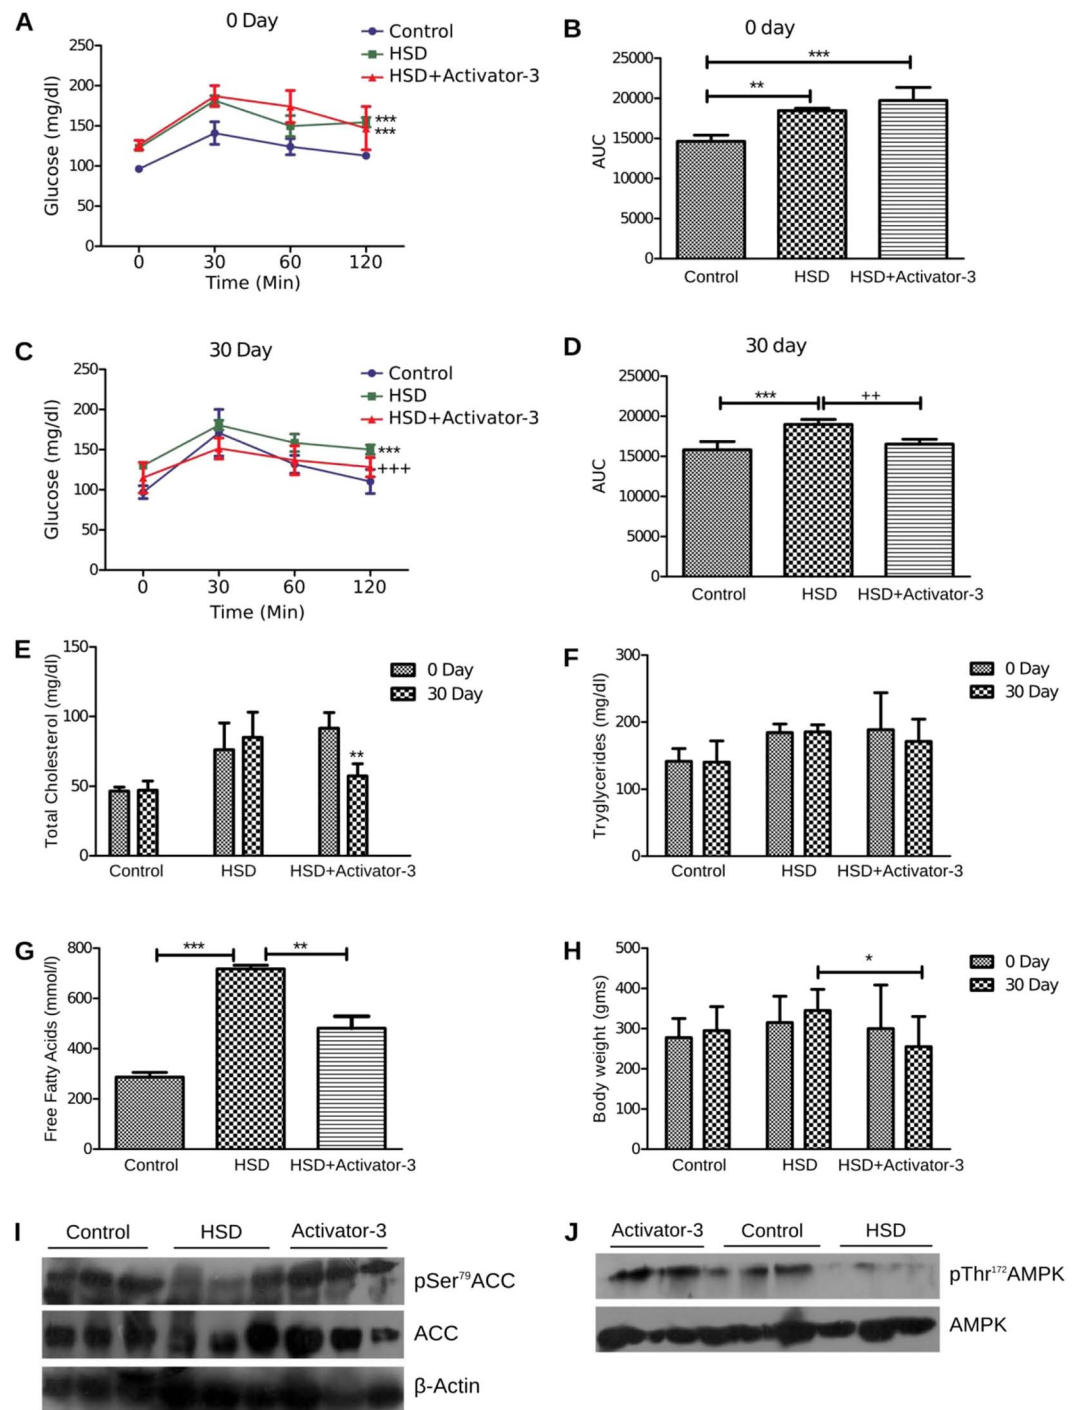 A
0 Day
Control
HSD
HSD+Activator-3
250
200
150
100
50
0
Glucose (mg/dl)
***
***
0 30 60 120
Time (Min)
B
0 day
25000
20000
15000
10000
5000
0
AUC
***
**
Control HSD HSD+Activator-3
C
30 Day
Control
HSD
HSD+Activator-3
250
200
150
100
50
0
Glucose (mg/dl)
***
+++
0 30 60 120
Time (Min)
D
30 day
25000
20000
15000
10000
5000
0
AUC
*** ++
Control HSD HSD+Activator-3
E
150
100
50
0
Total Cholesterol (mg/dl)
0 Day
30 Day
**
Control HSD HSD+Activator-3
F
300
200
100
0
Tryglycerides (mg/dl)
0 Day
30 Day
Control HSD HSD+Activator-3
G
800
600
400
200
0
Free Fatty Acids (mmol/l)
*** **
Control HSD HSD+Activator-3
H
500
400
300
200
100
0
Body weight (gms)
*
0 Day
30 Day
Control HSD HSD+Activator-3
I
Control HSD Activator-3
pSer⁷⁹ACC
ACC
β-Actin
J
Activator-3 Control HSD
pThr¹⁷²AMPK
AMPK